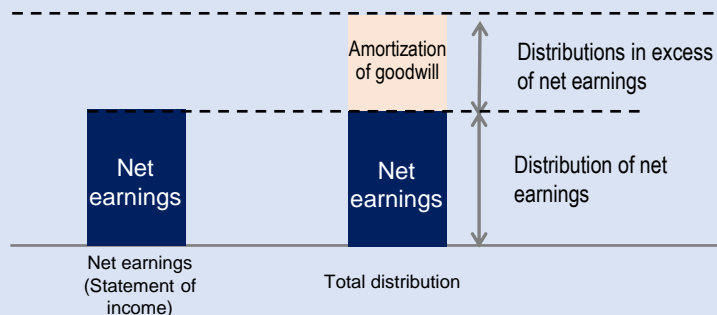 Amortization
of goodwill
Distributions in excess
of net earnings
Net
earnings
Net
earnings
Distribution of net
earnings
Net earnings
(Statement of
income)
Total distribution